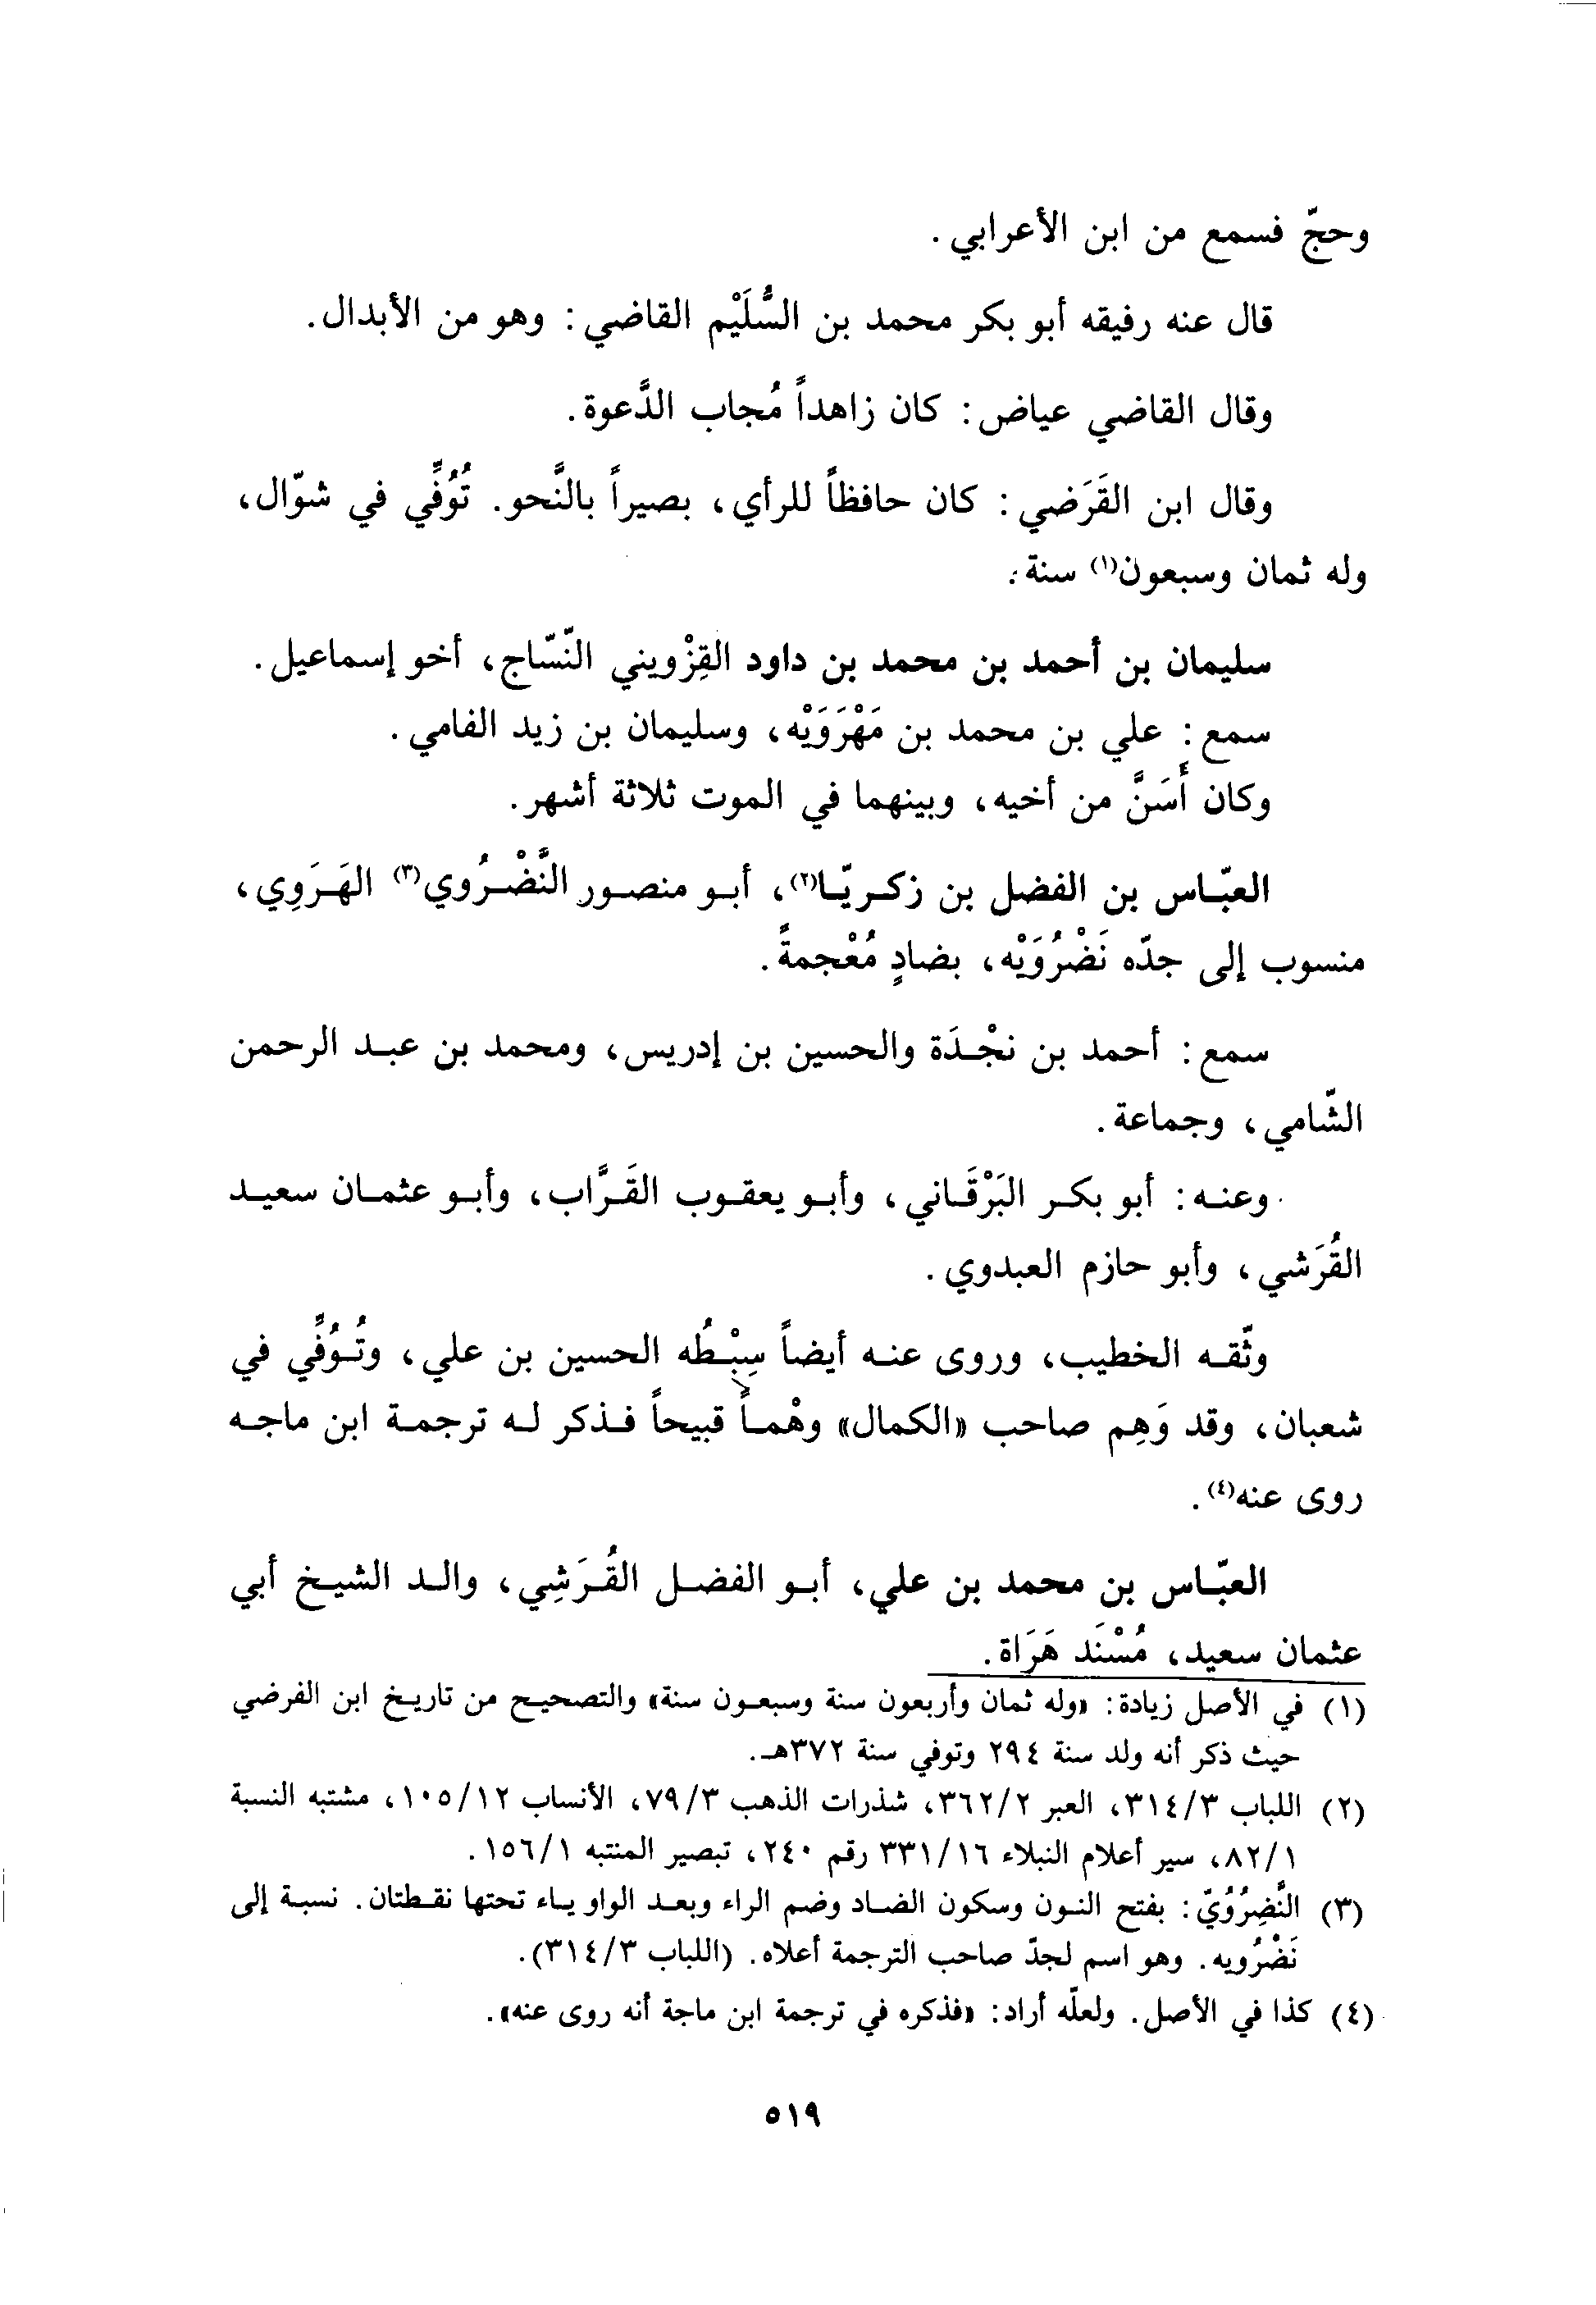 وحجّ فسمع من ابن الأعرابي .
قال عنه رفيقه أبو بكر محمد بن السُّلَيْم القاضي : وهو من الأبدال.
وقال القاضي عياض : كان زاهداً مُجاب الدَّعوة.
وقال ابن القَرَضي : كان حافظاً للرأي، بصيراً بالنَّحو. تُوُفِّي في شوّال،
وله ثمان وسبعون(١) سنة.
سليمان بن أحمد بن محمد بن داود القِزْويني النّسّاج، أخو إسماعيل.
سمع : علي بن محمد بن مَهْرَوَيْه، وسليمان بن زيد الفامي.
وكان أَسَنَّ من أخيه، وبينهما في الموت ثلاثة أشهر.
العبّاس بن الفضل بن زكريّا(٢)، أبو منصور النَّضْرُوي(٣) الهَرَوِي،
منسوب إلى جدّه نَضْرُوَيْه، بضادٍ مُعْجمةً.
سمع : أحمد بن نجْدَة والحسين بن إدريس، ومحمد بن عبد الرحمن
الشّامي، وجماعة.
وعنه : أبو بكر البَرْقَاني، وأبو يعقوب القَرَّاب، وأبو عثمان سعيد
القُرَشي، وأبو حازم العبدوي.
وثّقه الخطيب، وروى عنه أيضاً سِبْطُه الحسين بن علي، وتُوُفِّي في
شعبان، وقد وَهِم صاحب «الكمال» وهْماً قبيحاً فذكر له ترجمة ابن ماجه
روى عنه(٤).
العبّاس بن محمد بن علي، أبو الفضل القُرَشِي، والد الشيخ أبي
عثمان سعيد، مُسْنَد هَرَاة.
(١) في الأصل زيادة: «وله ثمان وأربعون سنة وسبعون سنة» والتصحيح من تاريخ ابن الفرضي
حيث ذكر أنه ولد سنة ٢٩٤ وتوفي سنة ٣٧٢هـ.
(٢) اللباب ٣١٤/٣، العبر ٣٦٢/٢، شذرات الذهب ٧٩/٣، الأنساب ١٠٥/١٢، مشتبه النسبة
٨٢/١، سير أعلام النبلاء ٣٣١/١٦ رقم ٢٤٠، تبصير المنتبه ١٥٦/١.
(٣) النَّضِرُوُيّ: بفتح النون وسكون الضاد وضم الراء وبعد الواو ياء تحتها نقطتان. نسبة إلى
نَضْرُويه. وهو اسم لجدّ صاحب الترجمة أعلاه. (اللباب ٣١٤/٣).
(٤) كذا في الأصل. ولعلّه أراد: «فذكره في ترجمة ابن ماجة أنه روى عنه».
٥١٩